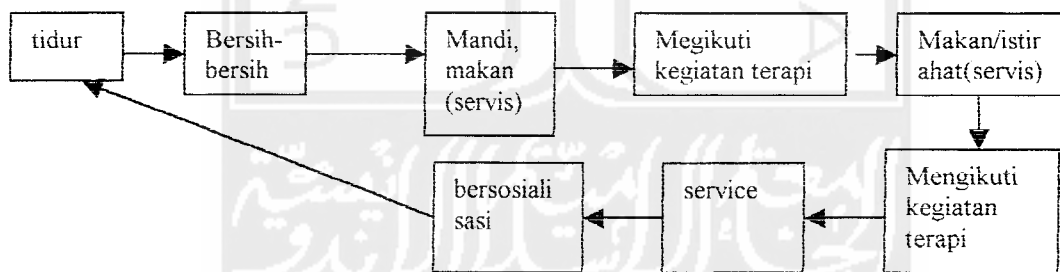 tidur
Bersih-
bersih
Mandi,
makan
(servis)
Megikuti
kegiatan terapi
Makan/istir
ahat(servis)
Mengikuti
kegiatan
terapi
service
bersosiali
sasi